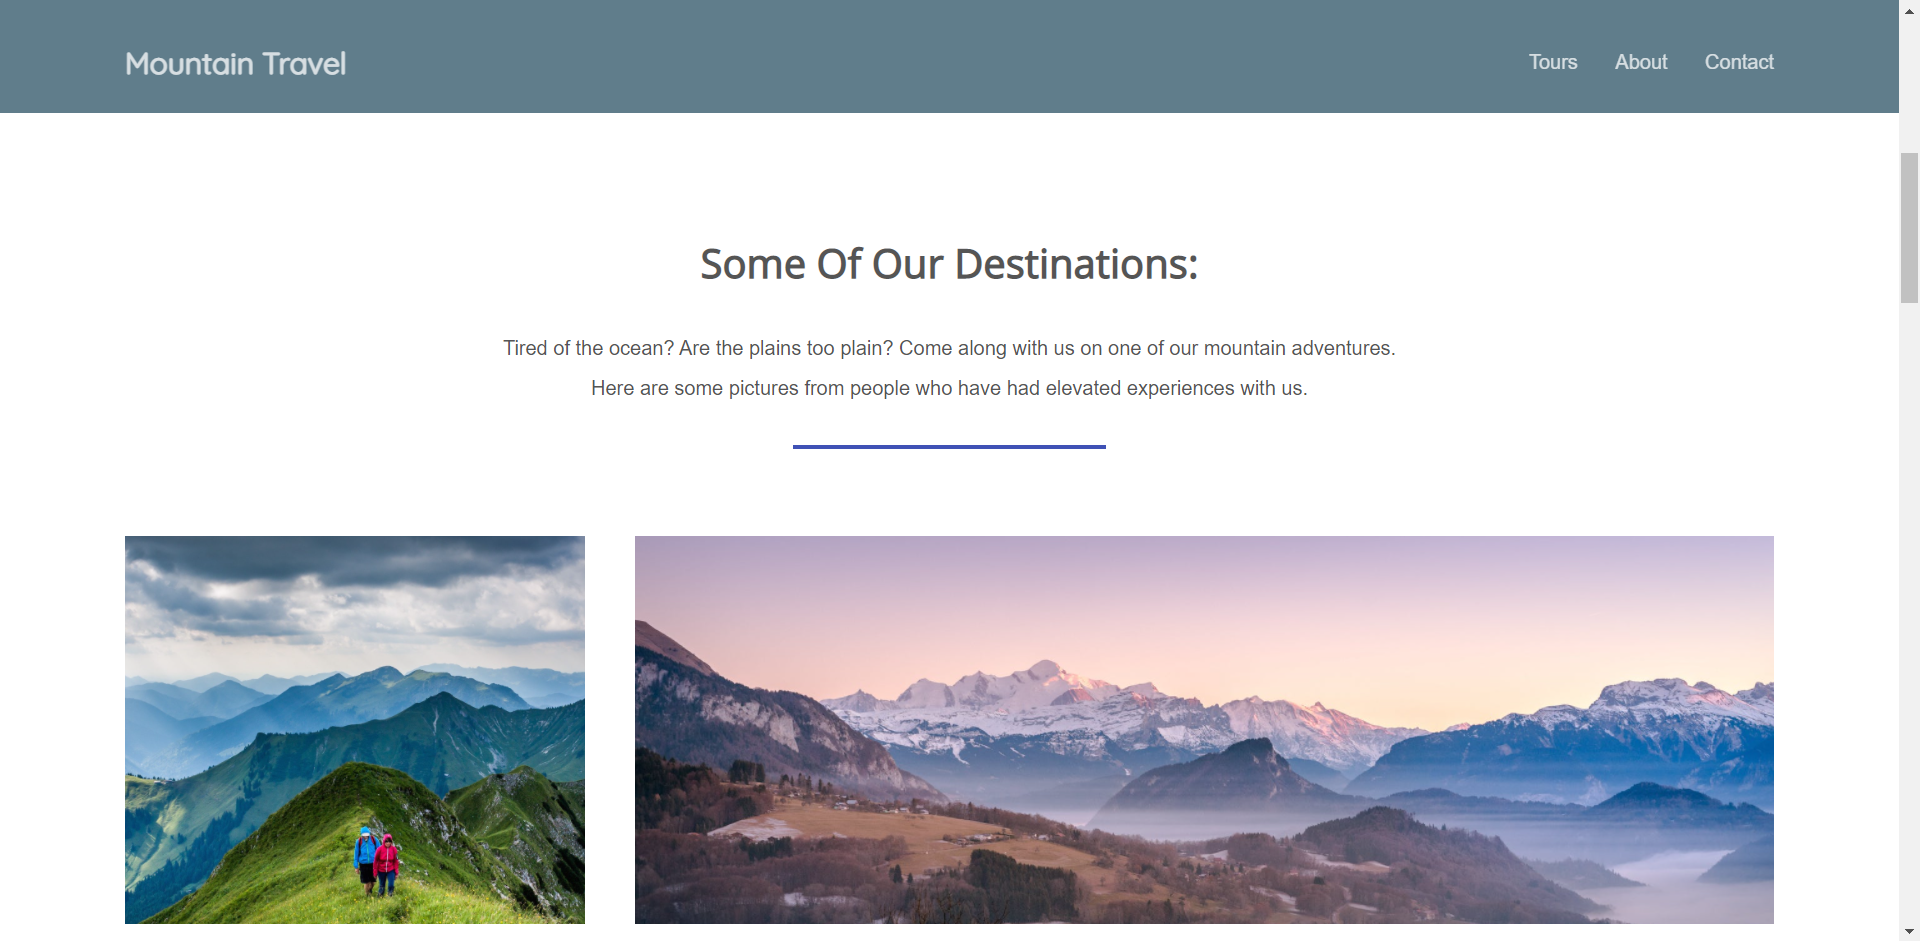 Mountain Travel
Tours About Contact
Some Of Our Destinations:
Tired of the ocean? Are the plains too plain? Come along with us on one of our mountain adventures.
Here are some pictures from people who have had elevated experiences with us.